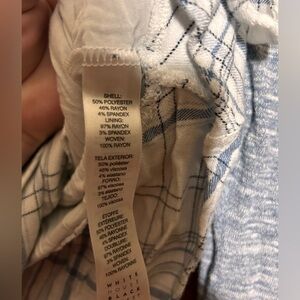 SHELL:
50% POLYESTER
46% RAYON
4% SPANDEX
LINING:
97% RAYON
3% SPANDEX
WOVEN:
100% RAYON
TELA EXTERIOR:
50% poliéster
46% viscosa
4% elastano
FORRO:
97% viscosa
3% elastano
TEJIDO:
100% viscosa
ÉTOFFE
EXTÉRIEURE
50% POLYESTER
46% RAYONNE
4% SPANDEX
DOUBLURE
97% RAYONNE
3% SPANDEX
WOVEN
100% RAYONNE
WHITE
HOUSE
BLACK